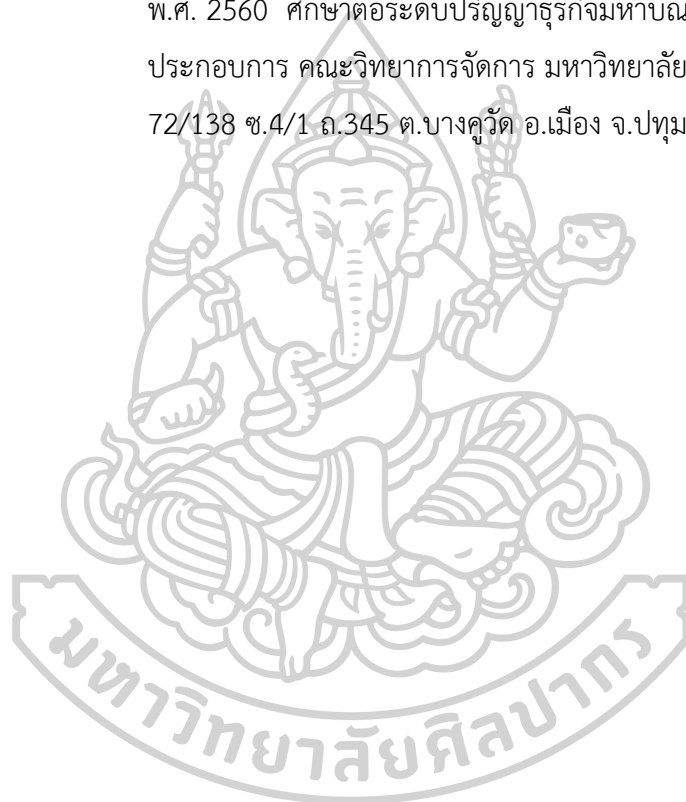 พ.ศ. 2560 ศึกษาต่อระดับปริญญาธุรกิจมหาบัณ
ประกอบการ คณะวิทยาการจัดการ มหาวิทยาลัย
72/138 ซ.4/1 ถ.345 ต.บางคูวัด อ.เมือง จ.ปทุม
มหาวิทยาลัยศิลปากร